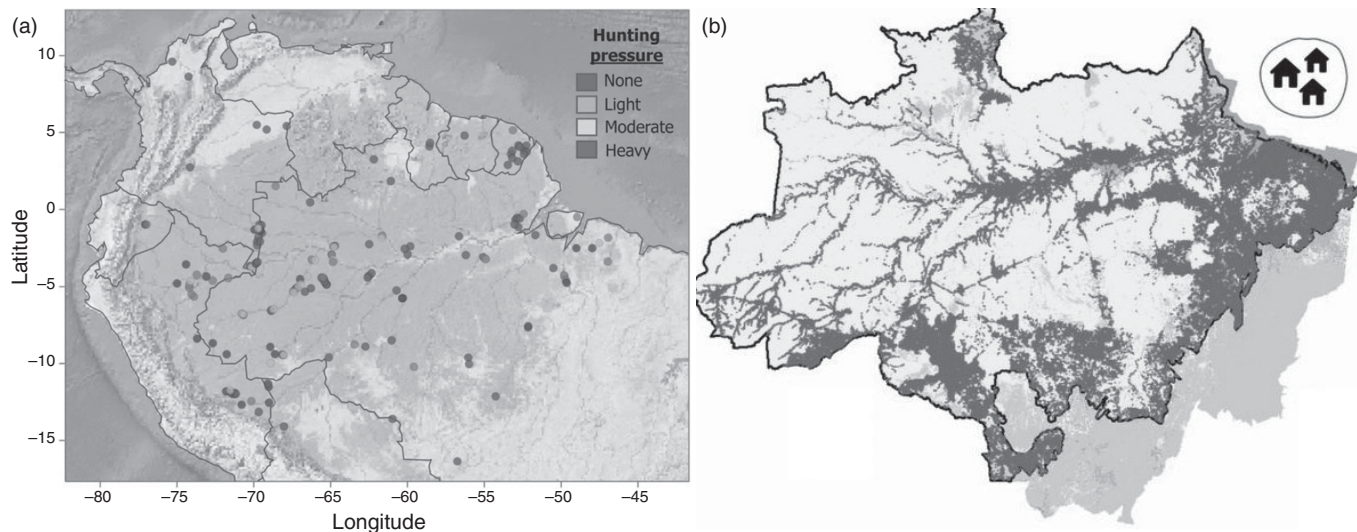 (a)
Hunting
pressure
None
Light
Moderate
Heavy
10
5
0
–5
–10
–15
Latitude
–80
–75
–70
–65
–60
–55
–50
–45
Longitude
(b)